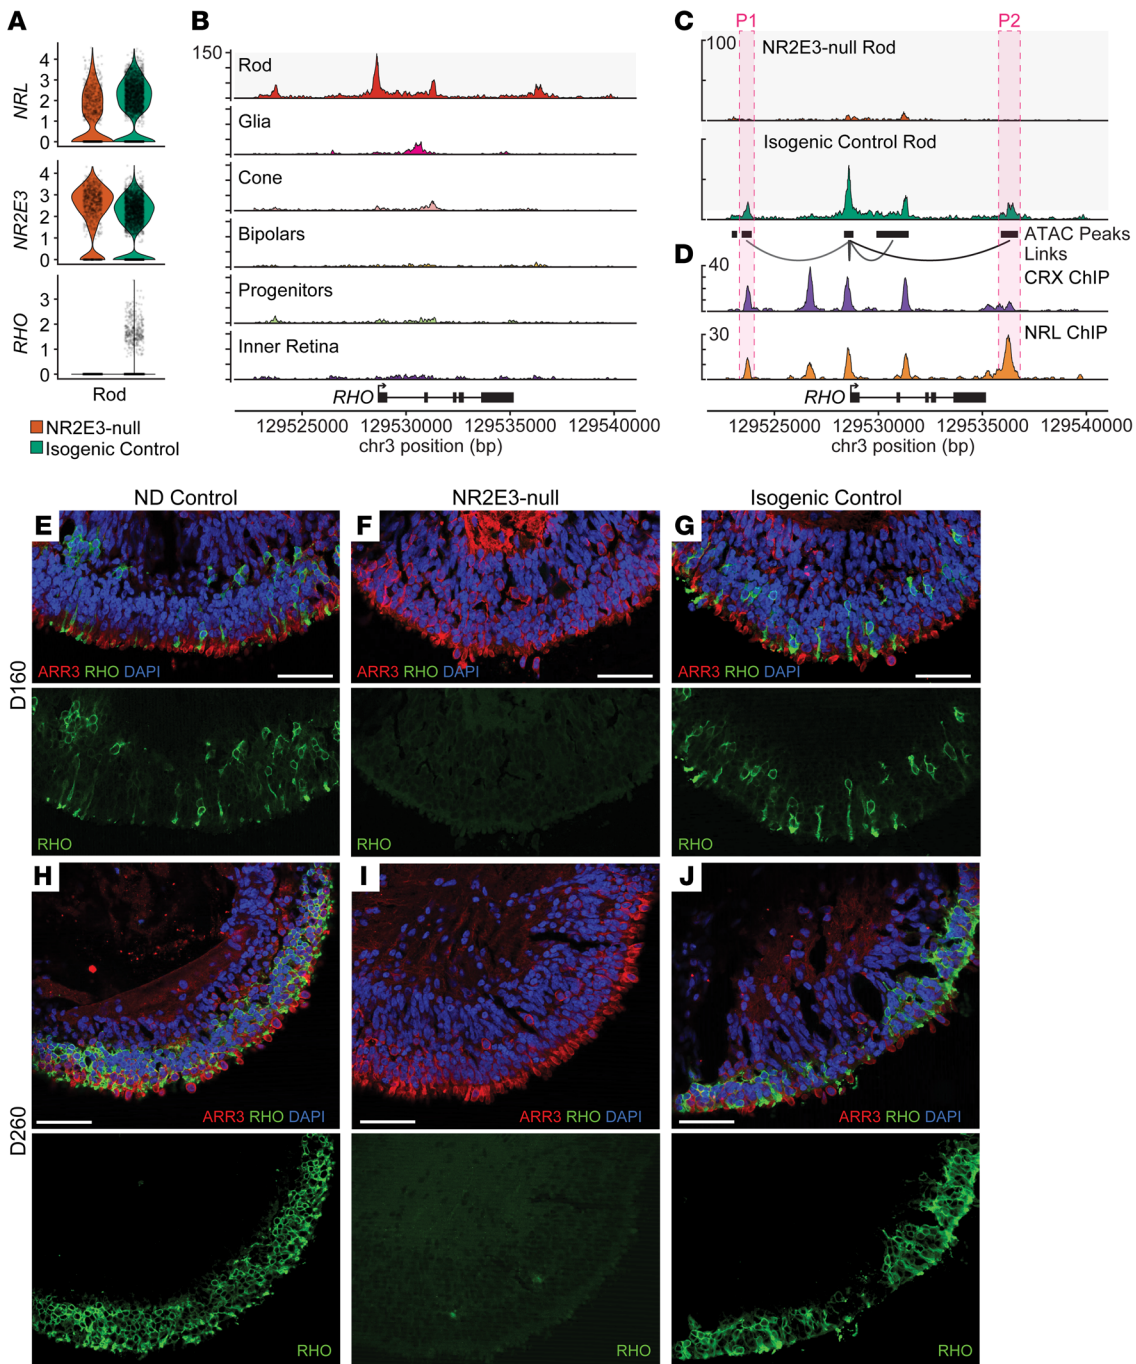 A
NRL
4
3
2
1
0
NR2E3
4
3
2
1
0
RHO
3
2
1
0
Rod
NR2E3-null
Isogenic Control
B
150
Rod
Glia
Cone
Bipolars
Progenitors
Inner Retina
RHO
129525000 129530000 129535000 129540000
chr3 position (bp)
C
P1 P2
100
NR2E3-null Rod
Isogenic Control Rod
ATAC Peaks
Links
D
40
CRX ChIP
30
NRL ChIP
RHO
129525000 129530000 129535000 129540000
chr3 position (bp)
ND Control NR2E3-null Isogenic Control
D160
E
ARR3 RHO DAPI
RHO
F
ARR3 RHO DAPI
RHO
G
ARR3 RHO DAPI
RHO
D260
H
ARR3 RHO DAPI
RHO
I
ARR3 RHO DAPI
RHO
J
ARR3 RHO DAPI
RHO